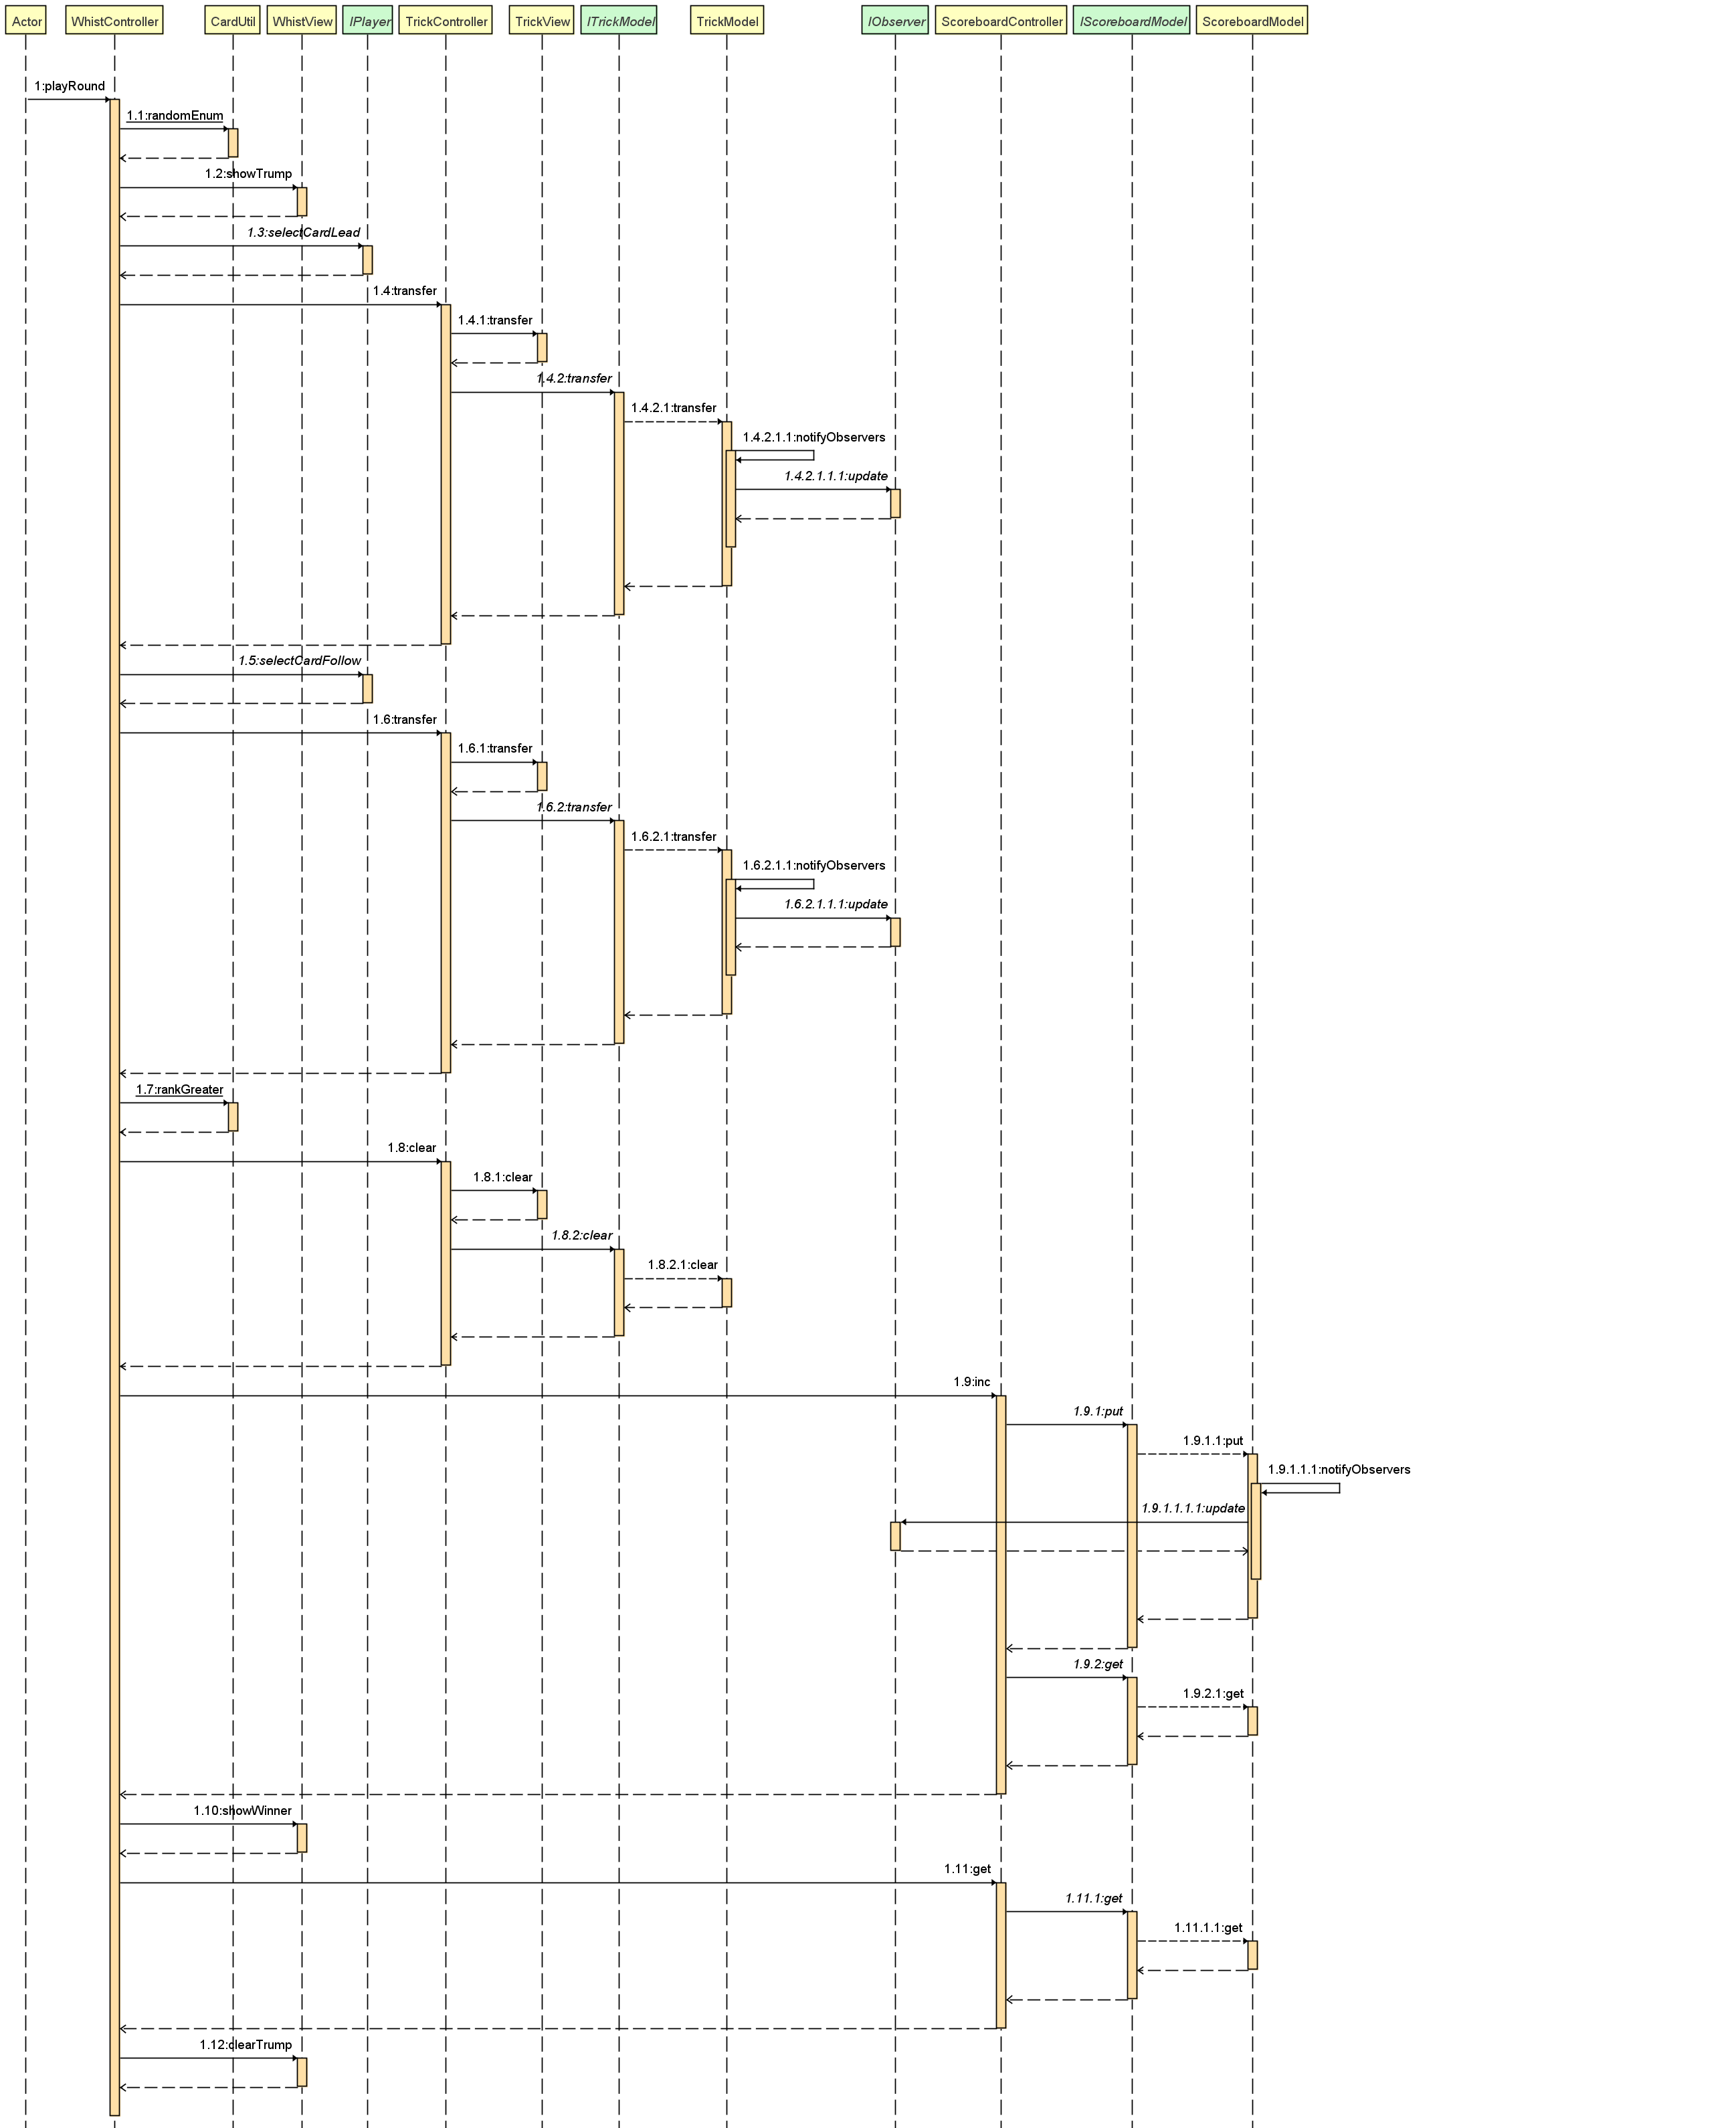 Actor
WhistController
CardUtil
WhistView
IPlayer
TrickController
TrickView
ITrickModel
TrickModel
IObserver
ScoreboardController
IScoreboardModel
ScoreboardModel
1:playRound
1.1:randomEnum
1.2:showTrump
1.3:selectCardLead
1.4:transfer
1.4.1:transfer
1.4.2:transfer
1.4.2.1:transfer
1.4.2.1.1:notifyObservers
1.4.2.1.1.1:update
1.5:selectCardFollow
1.6:transfer
1.6.1:transfer
1.6.2:transfer
1.6.2.1:transfer
1.6.2.1.1:notifyObservers
1.6.2.1.1.1:update
1.7:rankGreater
1.8:clear
1.8.1:clear
1.8.2:clear
1.8.2.1:clear
1.9:inc
1.9.1:put
1.9.1.1:put
1.9.1.1.1:notifyObservers
1.9.1.1.1.1:update
1.9.2:get
1.9.2.1:get
1.10:showWinner
1.11:get
1.11.1:get
1.11.1.1:get
1.12:clearTrump